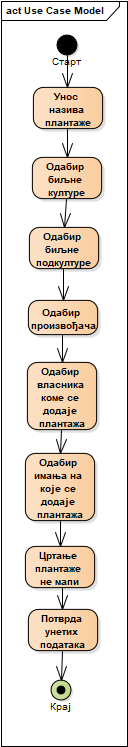 act Use Case Model
Старт
Унос
назива
плантаже
Одабир
биљне
културе
Одабир
биљне
подкултуре
Одабир
произвођача
Одабир
власника
коме се
додаје
плантажа
Одабир
имања на
које се
додаје
плантажа
Цртање
плантаже
не мапи
Потврда
унетих
података
Крај